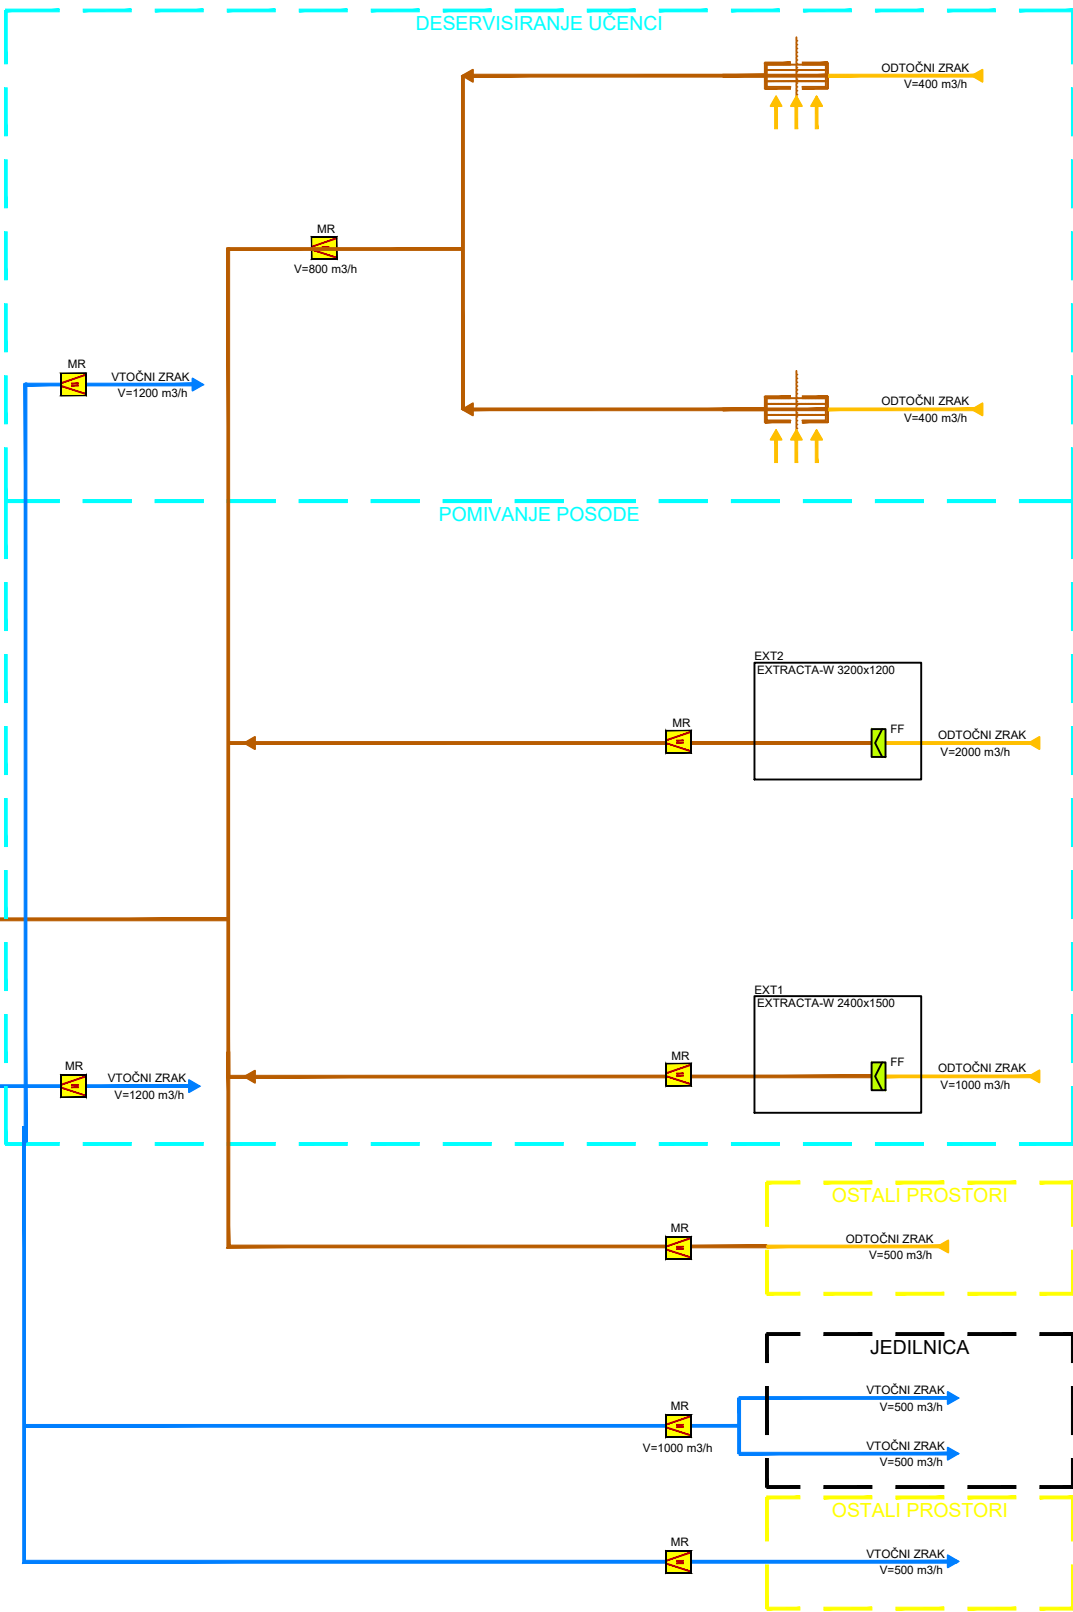 DESERVISIRANJE UČENCI
ODTOČNI ZRAK
V=400 m3/h
MR
V=800 m3/h
MR
VTOČNI ZRAK
V=1200 m3/h
ODTOČNI ZRAK
V=400 m3/h
POMIVANJE POSODE
EXT2
EXTRACTA-W 3200x1200
MR
FF
ODTOČNI ZRAK
V=2000 m3/h
EXT1
EXTRACTA-W 2400x1500
MR
FF
ODTOČNI ZRAK
V=1000 m3/h
MR
VTOČNI ZRAK
V=1200 m3/h
OSTALI PROSTORI
MR
ODTOČNI ZRAK
V=500 m3/h
JEDILNICA
VTOČNI ZRAK
V=500 m3/h
MR
V=1000 m3/h
VTOČNI ZRAK
V=500 m3/h
OSTALI PROSTORI
MR
VTOČNI ZRAK
V=500 m3/h